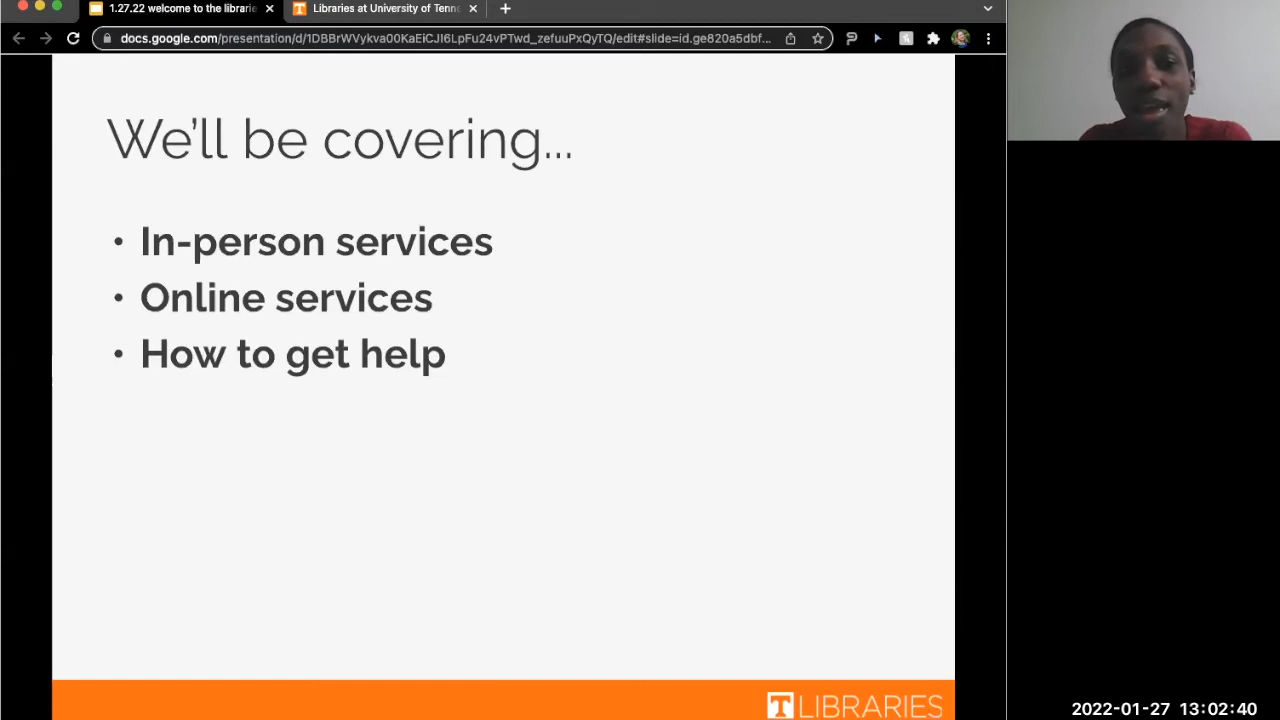 1.27.22 welcome to the librarie
Libraries at University of Tenne
docs.google.com/presentation/d/1DBBrWVykva00KaEiCJI6LpFu24vPTwd_zefuuPxQyTQ/edit#slide=id.ge820a5dbf...
We'll be covering...
• In-person services
• Online services
• How to get help
T LIBRARIES
2022-01-27 13:02:40